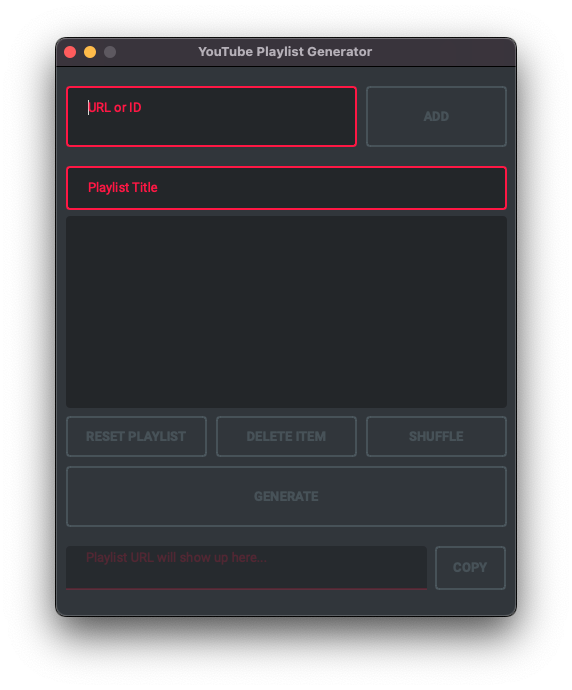 YouTube Playlist Generator
URL or ID
ADD
Playlist Title
RESET PLAYLIST
DELETE ITEM
SHUFFLE
GENERATE
Playlist URL will show up here...
COPY